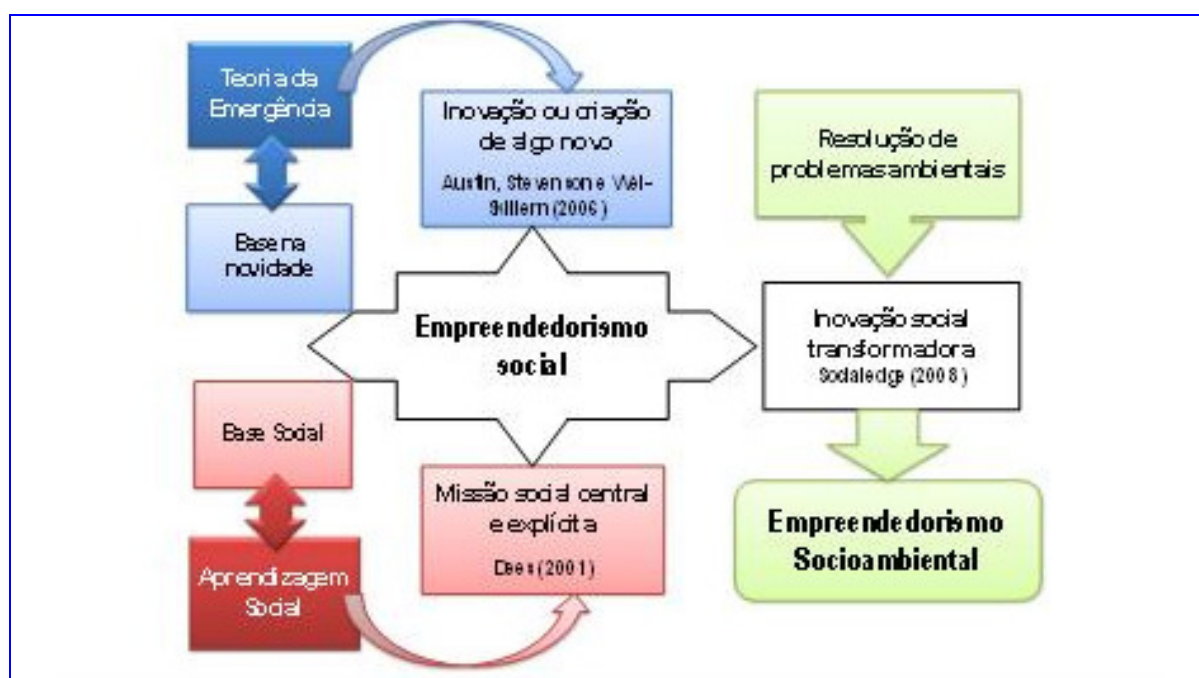 Teoria da
Emergência
Inovação ou criação
de algo novo
Austin, Stevenson e Wei-
Skillern (2006)
Base na
novidade
Resolução de
problemas ambientais
Empreendedorismo
social
Inovação social
transformadora
Socialedge (2008)
Base Social
Aprendizagem
Social
Missão social central
e explícita
Dees (2001)
Empreendedorismo
Socioambiental